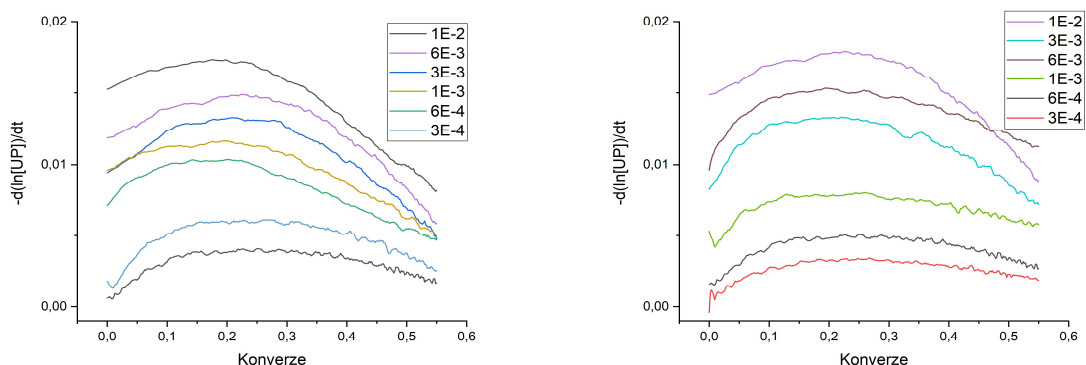 0,02
0,01
0,00
-d(ln[UP])/dt
1E-2
6E-3
3E-3
1E-3
6E-4
3E-4
0,0 0,1 0,2 0,3 0,4 0,5 0,6
Konverze
0,02
0,01
0,00
-d(ln[UP])/dt
1E-2
3E-3
6E-3
1E-3
6E-4
3E-4
0,0 0,1 0,2 0,3 0,4 0,5 0,6
Konverze